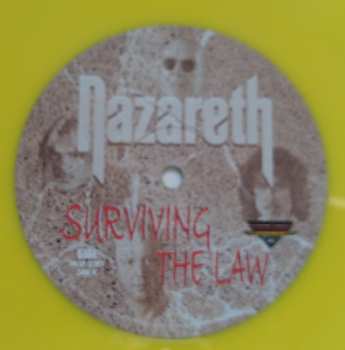 Nazareth
SURVIVING
THE LAW